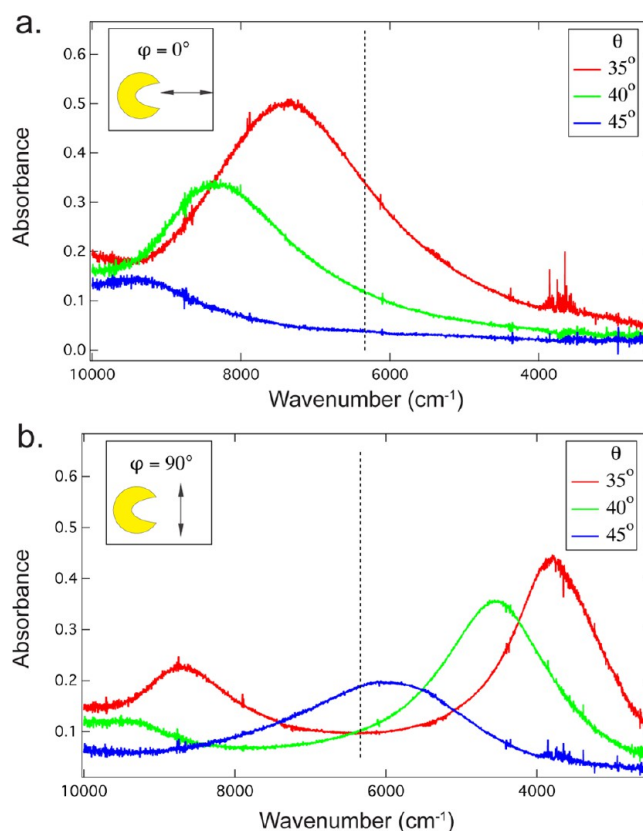 a.
0.6
0.5
0.4
0.3
0.2
0.1
0.0
Absorbance
φ = 0°
θ
35°
40°
45°
10000 8000 6000 4000
Wavenumber (cm⁻¹)
b.
0.6
0.5
0.4
0.3
0.2
0.1
Absorbance
φ = 90°
θ
35°
40°
45°
10000 8000 6000 4000
Wavenumber (cm⁻¹)